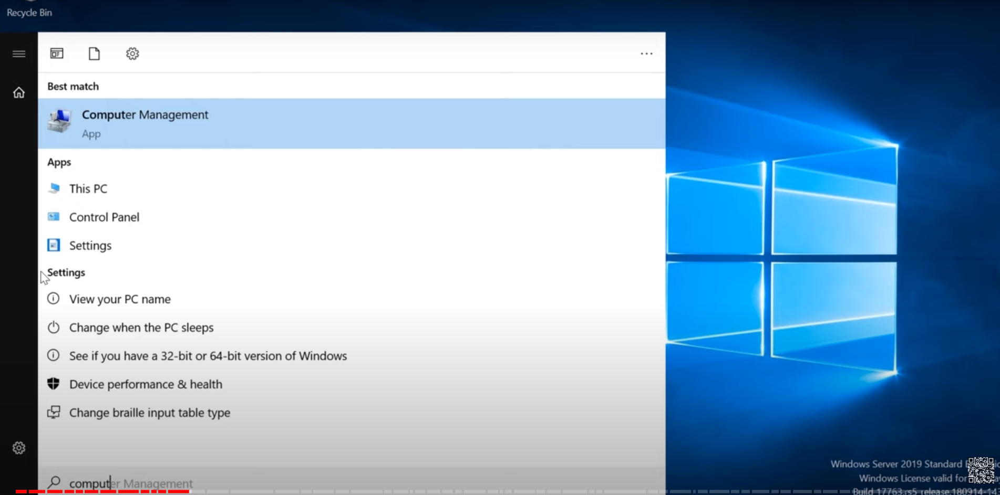 Recycle Bin
Best match
Computer Management
App
Apps
This PC
Control Panel
Settings
Settings
View your PC name
Change when the PC sleeps
See if you have a 32-bit or 64-bit version of Windows
Device performance & health
Change braille input table type
computer Management
Windows Server 2019 Standard
Windows License valid for
Build 17763.rs5_release.180914-14